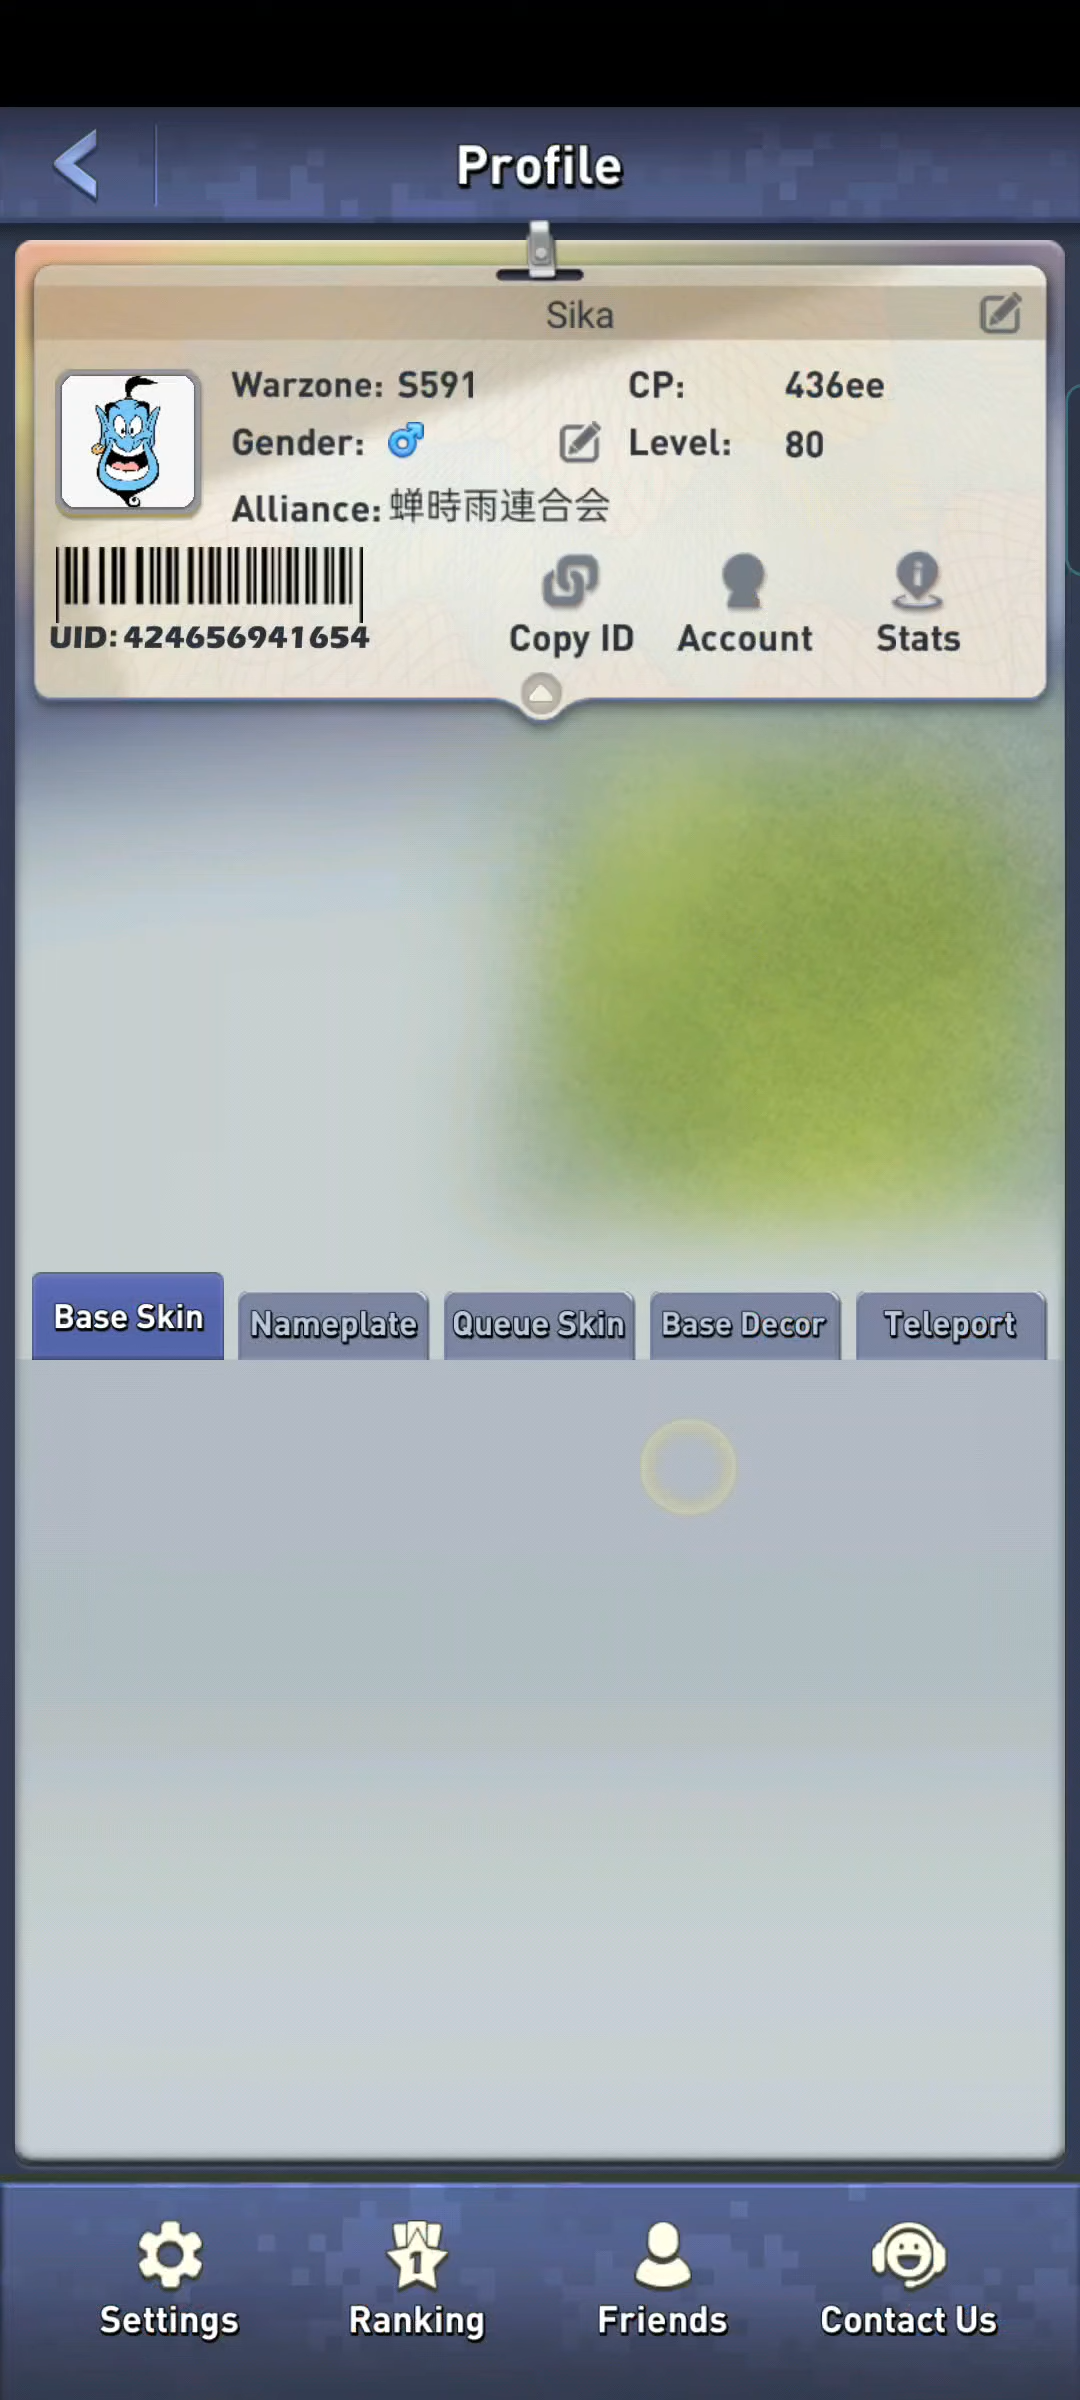 Profile
Sika
Warzone: S591
CP: 436ee
Gender:
Level: 80
Alliance: 蝉時雨連合会
UID: 424656941654
Copy ID
Account
Stats
Base Skin
Nameplate
Queue Skin
Base Decor
Teleport
Settings
Ranking
Friends
Contact Us